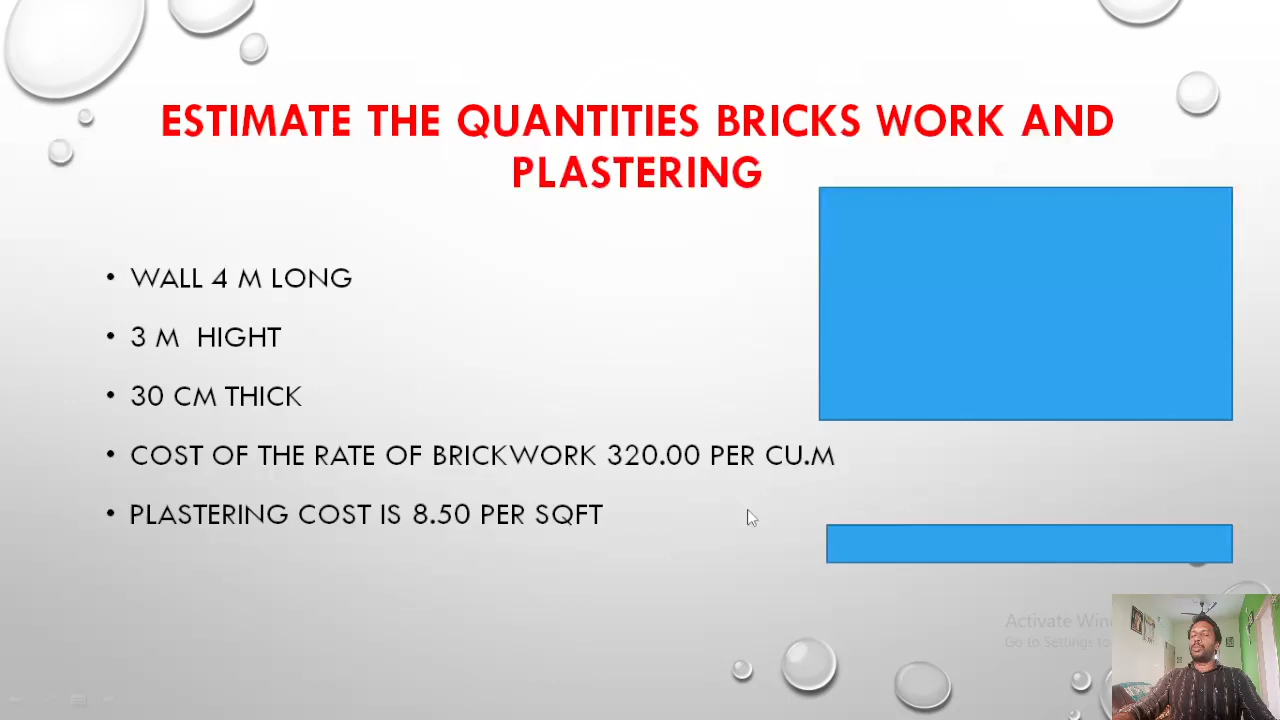 ESTIMATE THE QUANTITIES BRICKS WORK AND
PLASTERING
• WALL 4 M LONG
• 3 M HIGHT
• 30 CM THICK
• COST OF THE RATE OF BRICKWORK 320.00 PER CU.M
• PLASTERING COST IS 8.50 PER SQFT
Activate Win
Go to Settings to